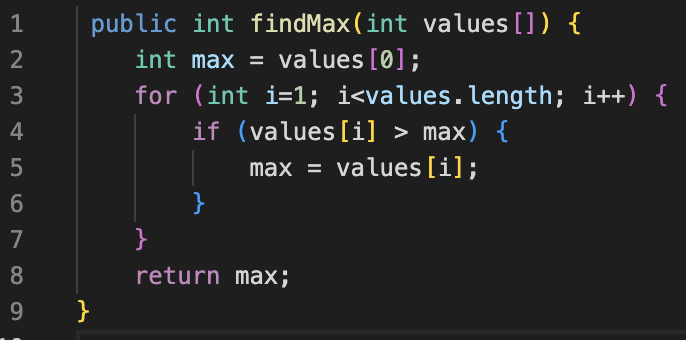 1 public int findMax(int values[]) {
2 int max = values[0];
3 for (int i=1; i<values.length; i++) {
4 if (values[i] > max) {
5 max = values[i];
6 }
7 }
8 return max;
9 }